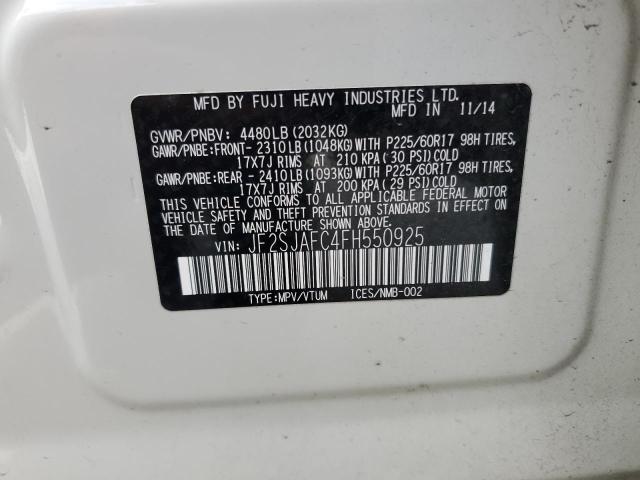 MFD BY FUJI HEAVY INDUSTRIES LTD.
MFD IN 11/14
GVWR/PNBV: 4480LB(2032KG)
GAWR/PNBE:FRONT- 2310LB(1048KG)WITH P225/60R17 98H TIRES,
17X7J RIMS AT 210 KPA(30 PSI)COLD
GAWR/PNBE:REAR - 2410LB(1093KG)WITH P225/60R17 98H TIRES,
17X7J RIMS AT 200 KPA(29 PSI)COLD
THIS VEHICLE CONFORMS TO ALL APPLICABLE FEDERAL MOTOR
VEHICLE SAFETY AND THEFT PREVENTION STANDARDS IN EFFECT ON
THE DATE OF MANUFACTURE SHOWN ABOVE.
VIN: JF2SJAFC4FH550925
TYPE:MPV/VTUM ICES/NMB-002